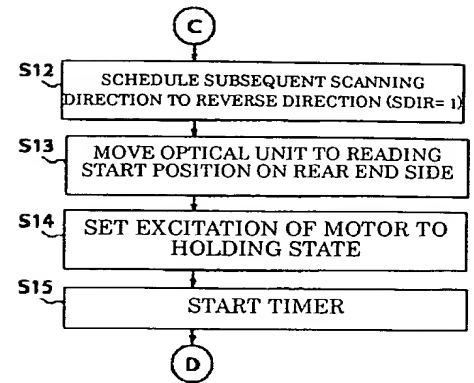 C
S12
SCHEDULE SUBSEQUENT SCANNING
DIRECTION TO REVERSE DIRECTION (SDIR= 1)
S13
MOVE OPTICAL UNIT TO READING
START POSITION ON REAR END SIDE
S14
SET EXCITATION OF MOTOR TO
HOLDING STATE
S15
START TIMER
D